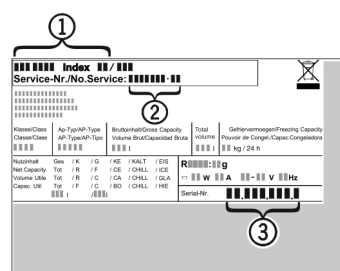 1
Index /
Service-Nr./No.Service: -
2
Klasse/Class Ap-Typ/AP-Type Bruttoinhalt/Gross Capacity Total Gefriervermoegen/Freezing Capacity
Classe/Clase AP-Type/AP-Tipo Volume Brut/Capacidad Bruta volume Pouvoir de Congel./Capac.Congeladora
l l kg / 24 h
Nutzinhalt Ges / K / G / KE / KALT / EIS
Net.Capacity Tot / R / F / CE / CHILL / ICE
Volume Utile Tot / R / C / CA / CHILL / GLA
Capac. Util Tot / F / C / BO / CHILL / HIE
l / l
R : g
W A - V Hz
Serial-Nr. . . .
3